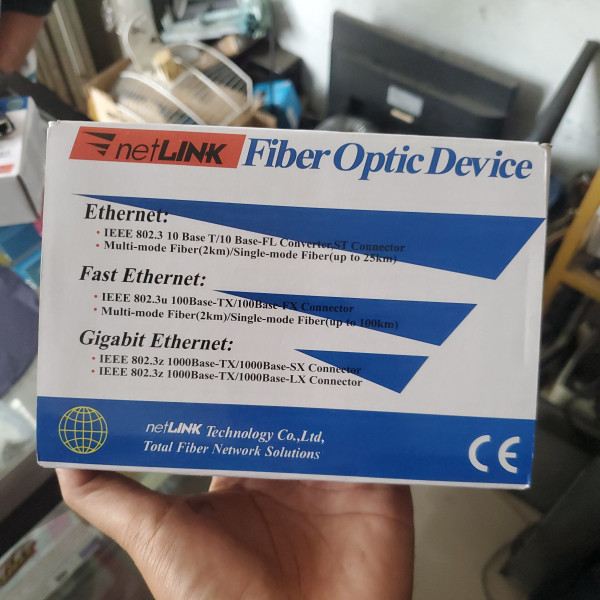 netLINK Fiber Optic Device
Ethernet:
• IEEE 802.3 10 Base T/10 Base-FL Converter,ST Connector
• Multi-mode Fiber(2km)/Single-mode Fiber(up to 25km)
Fast Ethernet:
• IEEE 802.3u 100Base-TX/100Base-FX Connector
• Multi-mode Fiber(2km)/Single-mode Fiber(up to 100km)
Gigabit Ethernet:
• IEEE 802.3z 1000Base-TX/1000Base-SX Connector
• IEEE 802.3z 1000Base-TX/1000Base-LX Connector
netLINK Technology Co.,Ltd,
Total Fiber Network Solutions
CE